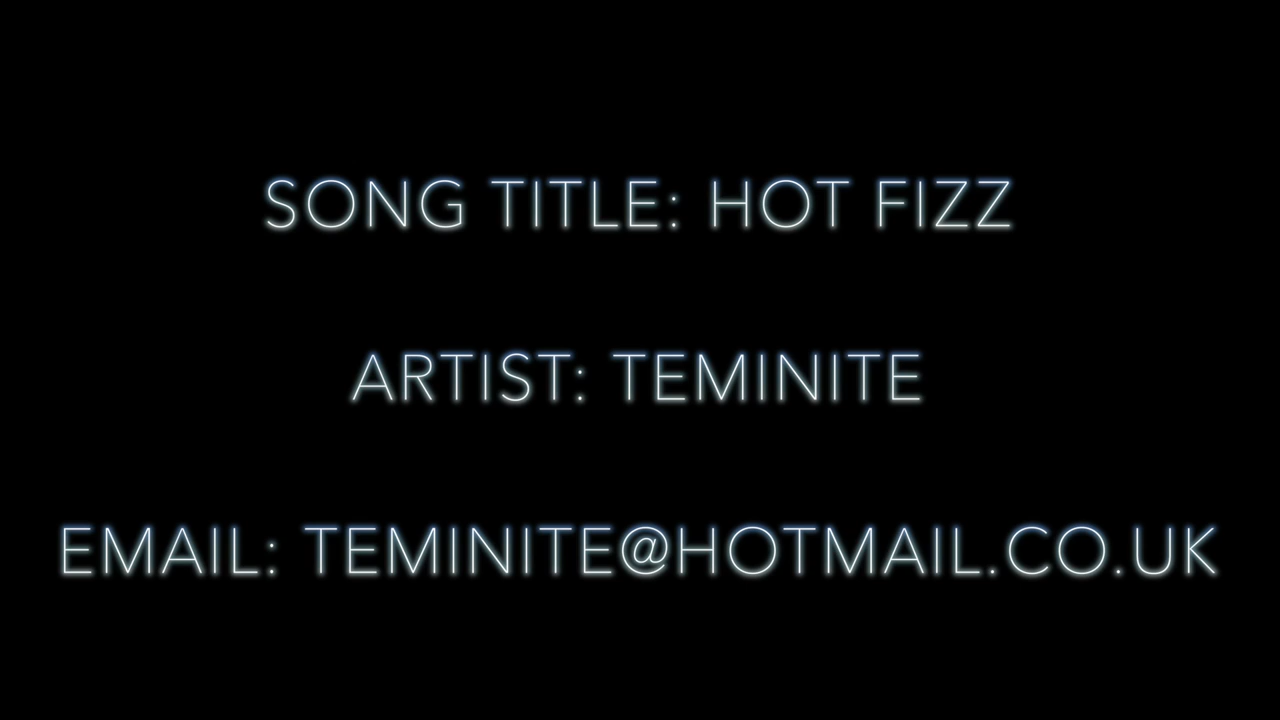 SONG TITLE: HOT FIZZ
ARTIST: TEMINITE
EMAIL: TEMINITE@HOTMAIL.CO.UK